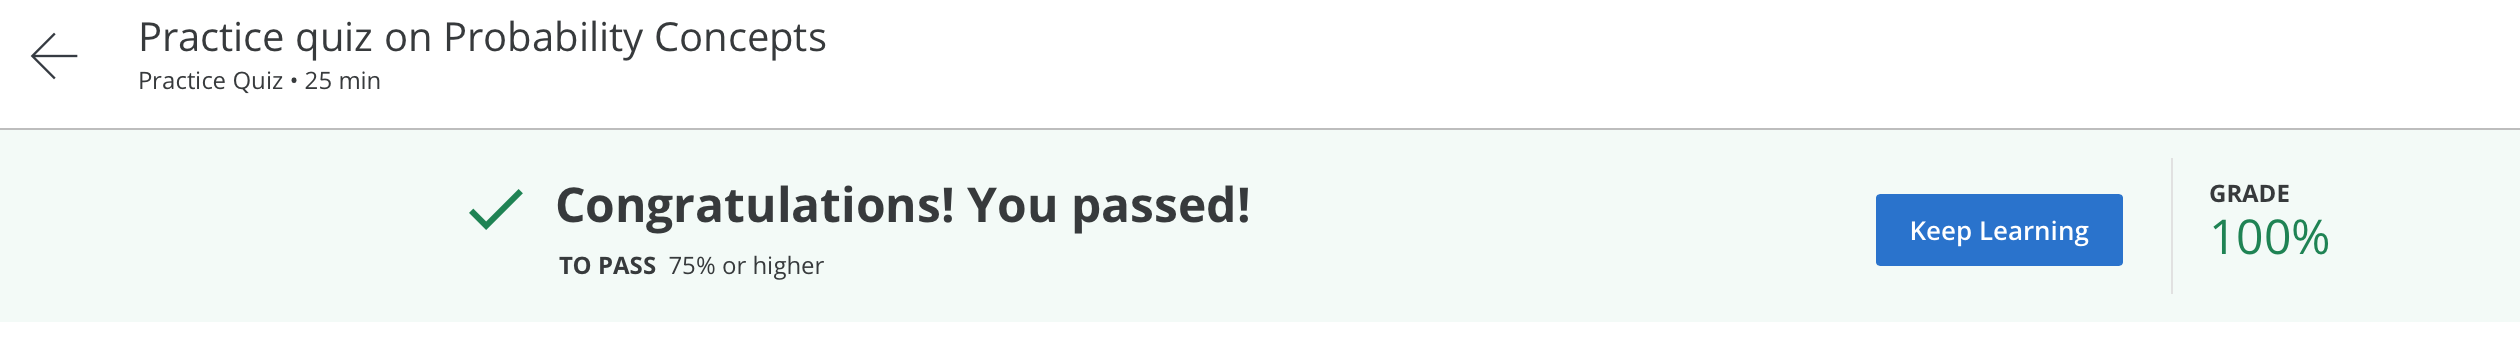 Practice quiz on Probability Concepts
Practice Quiz • 25 min
Congratulations! You passed!
TO PASS 75% or higher
Keep Learning
GRADE
100%